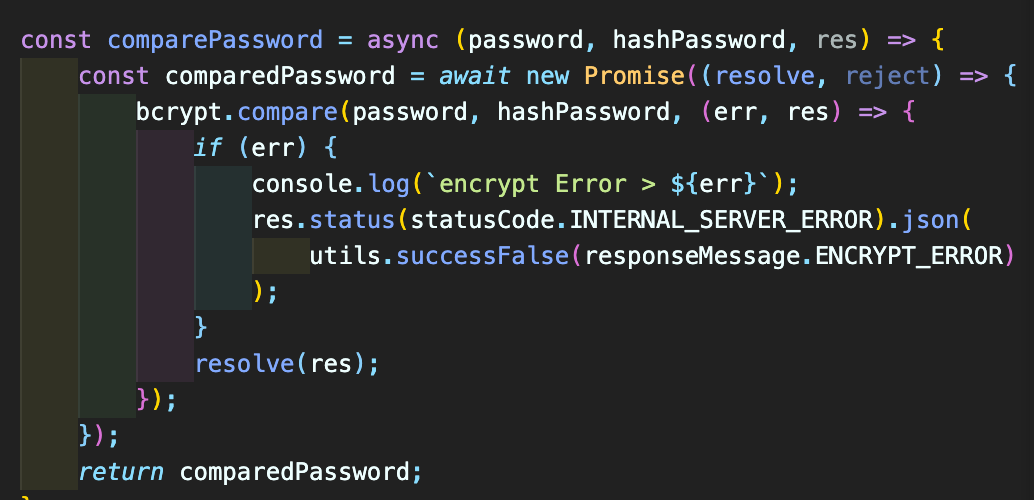 const comparePassword = async (password, hashPassword, res) => {
    const comparedPassword = await new Promise((resolve, reject) => {
        bcrypt.compare(password, hashPassword, (err, res) => {
            if (err) {
                console.log(`encrypt Error > ${err}`);
                res.status(statusCode.INTERNAL_SERVER_ERROR).json(
                    utils.successFalse(responseMessage.ENCRYPT_ERROR)
                );
            }
            resolve(res);
        });
    });
    return comparedPassword;